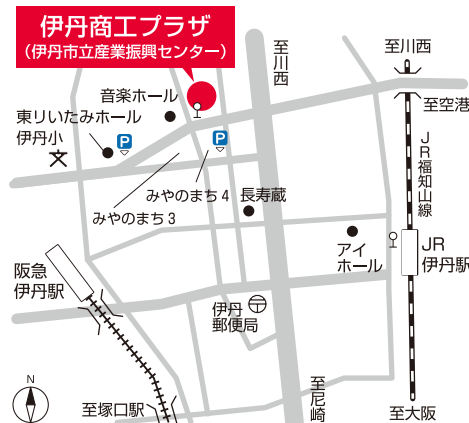 伊丹商工プラザ
(伊丹市立産業振興センター)
至川西
至川西
音楽ホール
東リいたみホール
伊丹小
P
P
至空港
JR福知山線
みやのまち4
みやのまち3
長寿蔵
アイ
ホール
JR
伊丹駅
阪急
伊丹駅
伊丹
郵便局
N
至塚口駅
至尼崎
至大阪